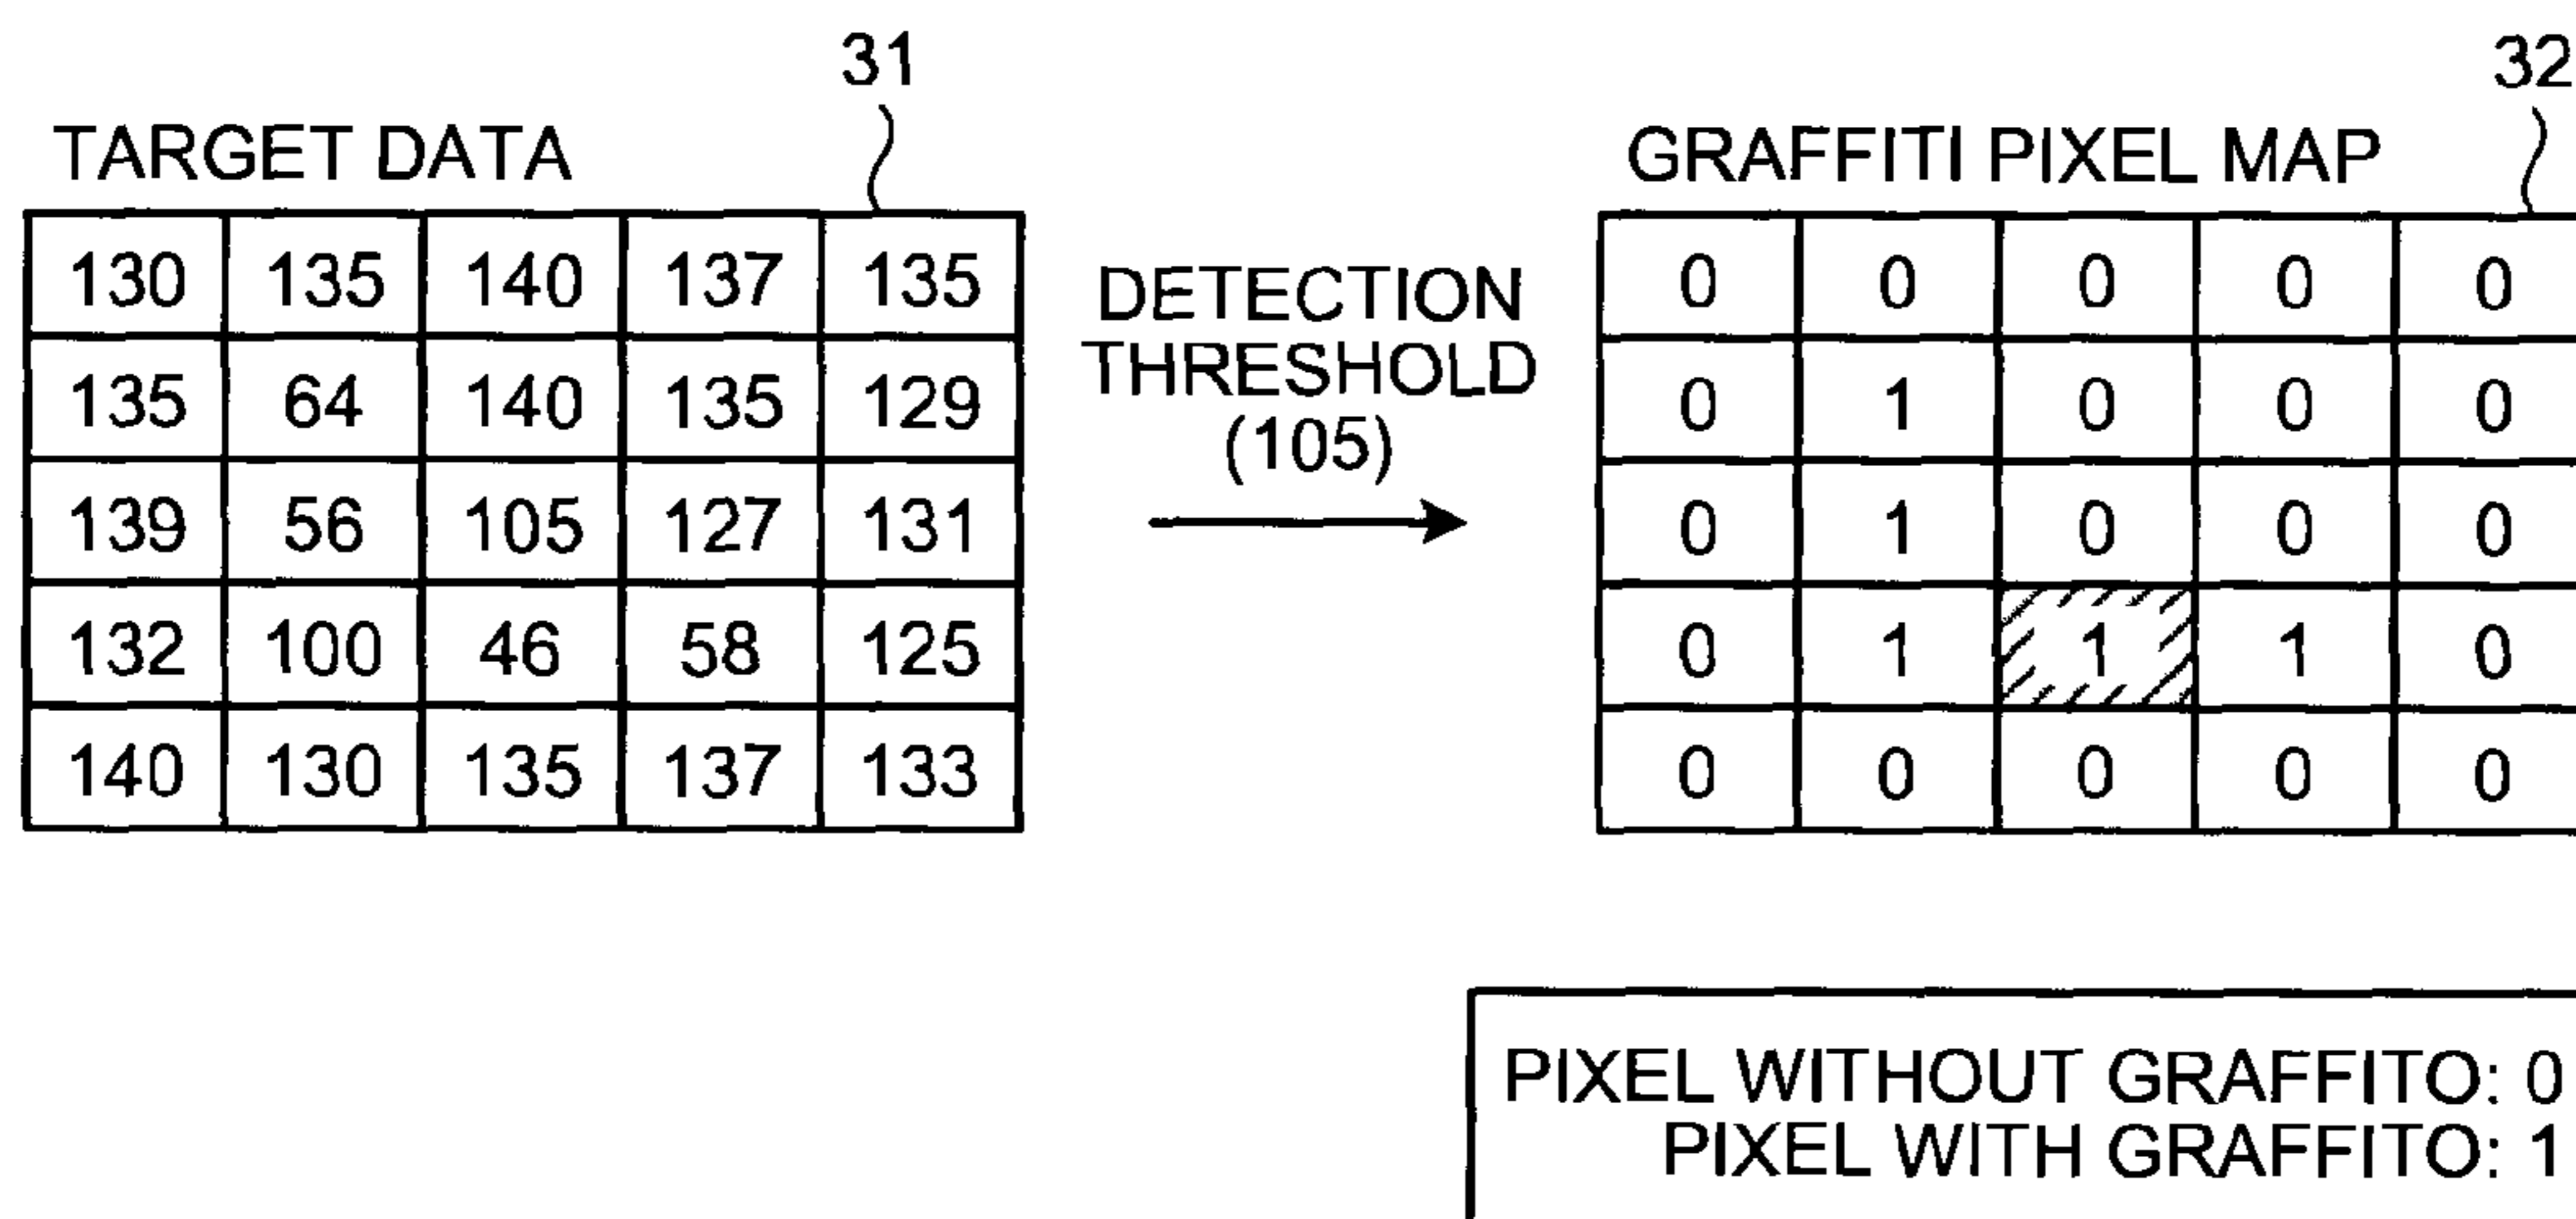 31
TARGET DATA
130 135 140 137 135
135 64 140 135 129
139 56 105 127 131
132 100 46 58 125
140 130 135 137 133
DETECTION
THRESHOLD
(105)
32
GRAFFITI PIXEL MAP
0 0 0 0 0
0 1 0 0 0
0 1 0 0 0
0 1 1 1 0
0 0 0 0 0
PIXEL WITHOUT GRAFFITO: 0
PIXEL WITH GRAFFITO: 1